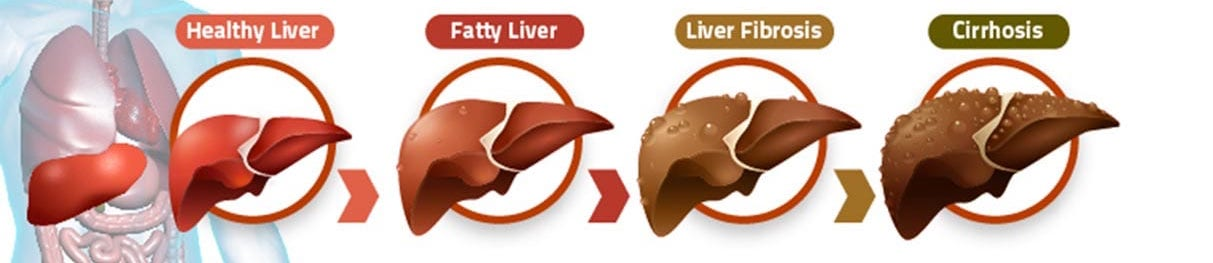 Healthy Liver
Fatty Liver
Liver Fibrosis
Cirrhosis